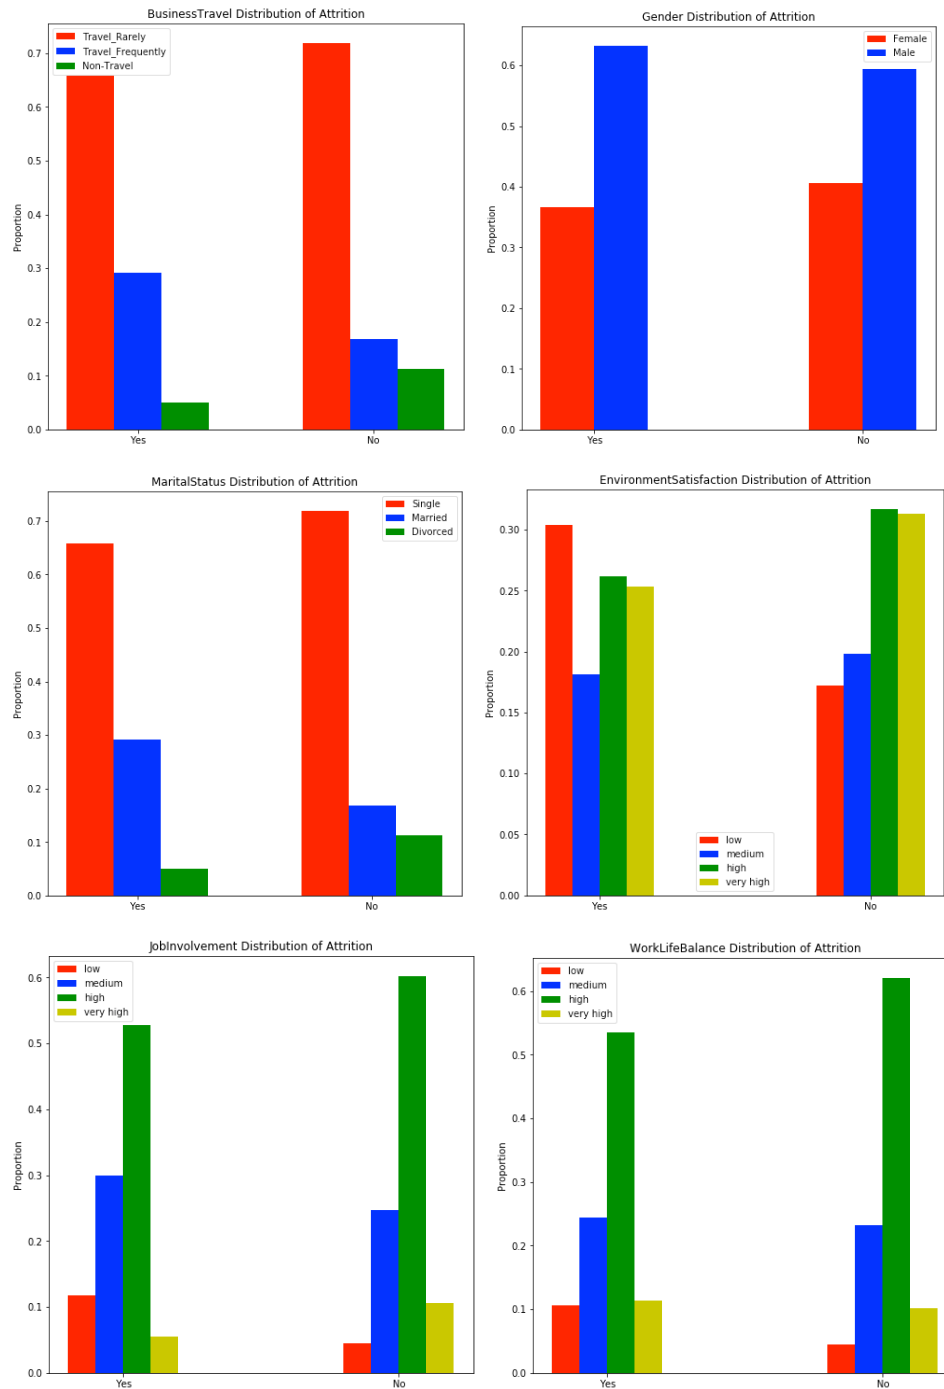 BusinessTravel Distribution of Attrition
Travel_Rarely
Travel_Frequently
Non-Travel
0.7
0.6
0.5
0.4
0.3
0.2
0.1
0.0
Proportion
Yes
No
Gender Distribution of Attrition
Female
Male
0.6
0.5
0.4
0.3
0.2
0.1
0.0
Proportion
Yes
No
MaritalStatus Distribution of Attrition
Single
Married
Divorced
0.7
0.6
0.5
0.4
0.3
0.2
0.1
0.0
Proportion
Yes
No
EnvironmentSatisfaction Distribution of Attrition
0.30
0.25
0.20
0.15
0.10
0.05
0.00
Proportion
low
medium
high
very high
Yes
No
JobInvolvement Distribution of Attrition
low
medium
high
very high
0.6
0.5
0.4
0.3
0.2
0.1
0.0
Proportion
Yes
No
WorkLifeBalance Distribution of Attrition
low
medium
high
very high
0.6
0.5
0.4
0.3
0.2
0.1
0.0
Proportion
Yes
No